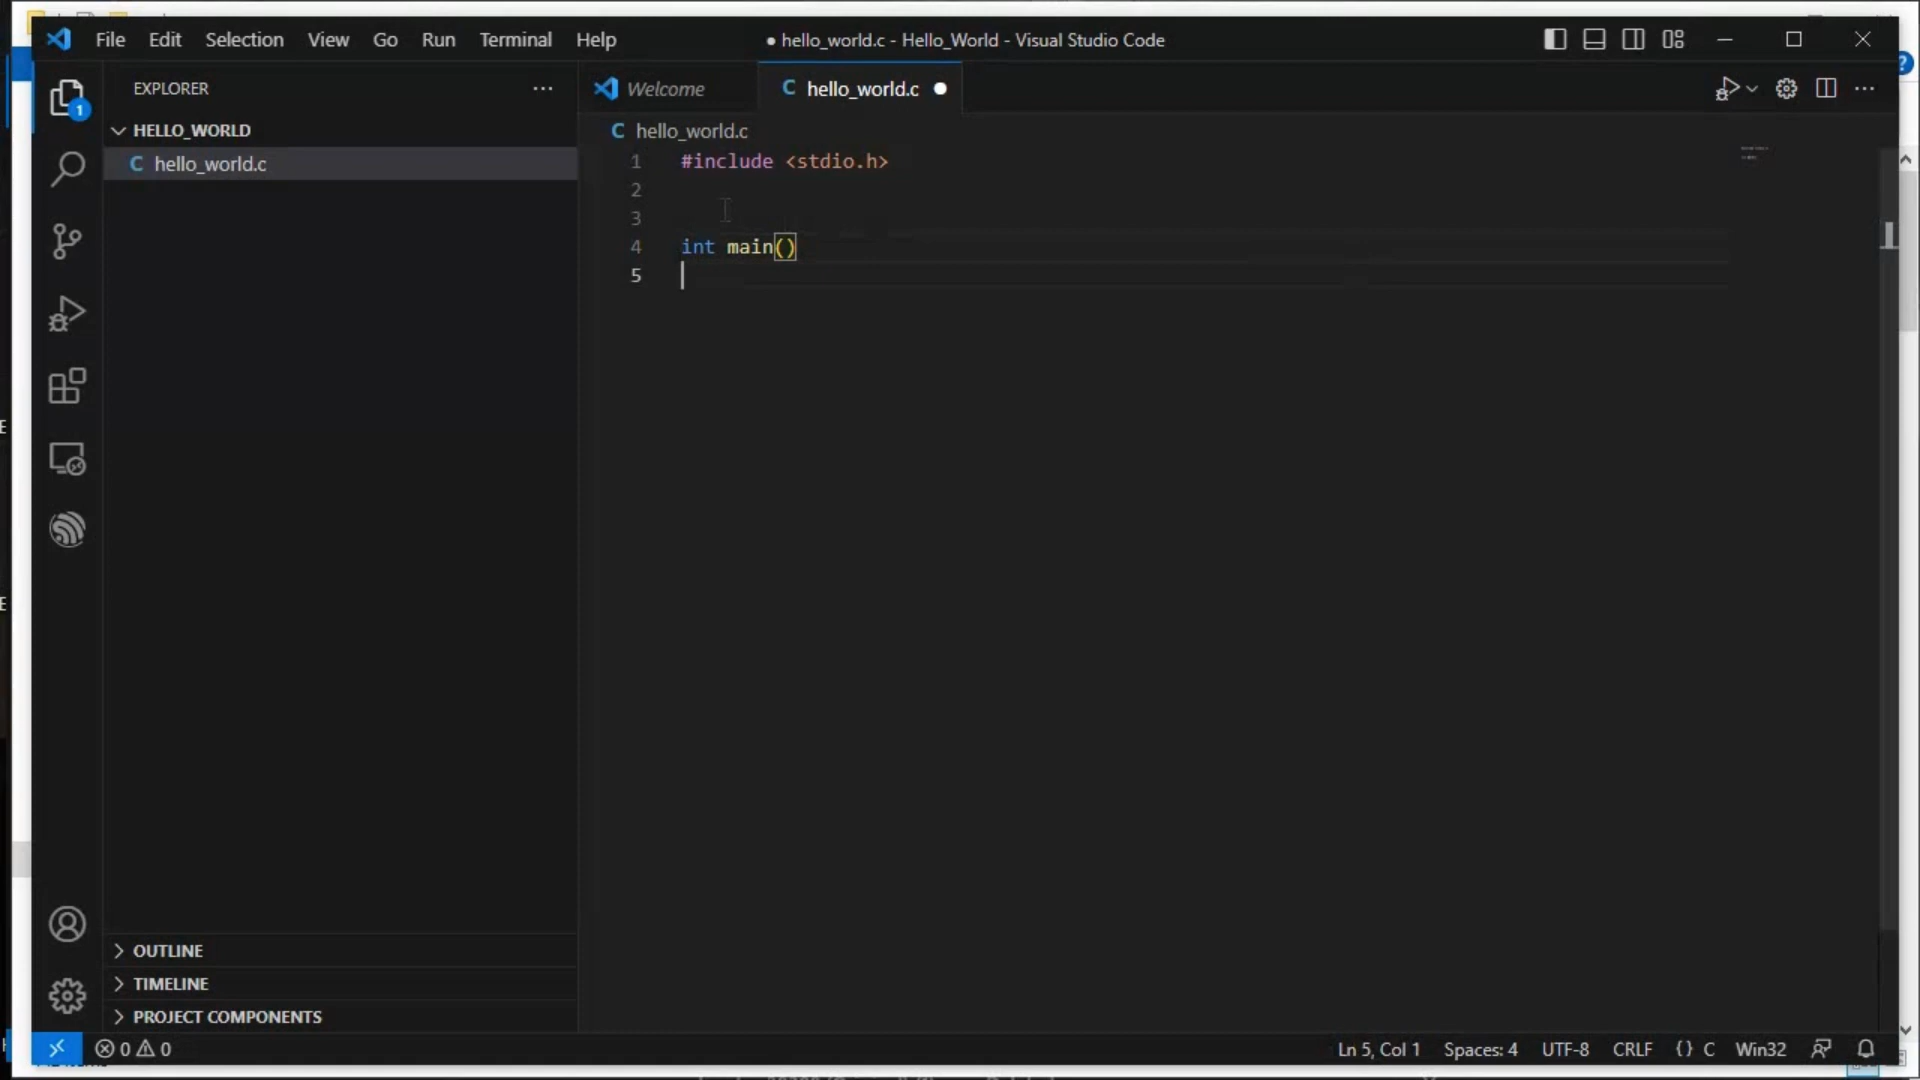 File Edit Selection View Go Run Terminal Help
● hello_world.c - Hello_World - Visual Studio Code
EXPLORER
1
HELLO_WORLD
C hello_world.c
OUTLINE
TIMELINE
PROJECT COMPONENTS
Welcome
C hello_world.c
C hello_world.c
1 #include <stdio.h>
2
3
4 int main()
5
0 0
Ln 5, Col 1 Spaces: 4 UTF-8 CRLF {} C Win32